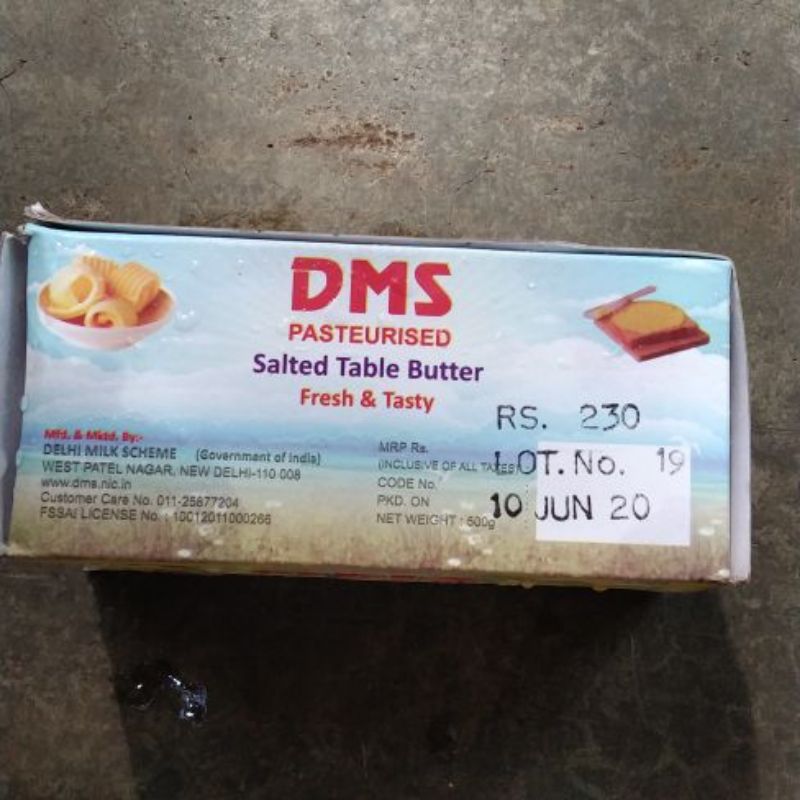 DMS
PASTEURISED
Salted Table Butter
Fresh & Tasty
Mfd. & Mktd. By:-
DELHI MILK SCHEME (Government of India)
WEST PATEL NAGAR, NEW DELHI-110 008
www.dms.nic.in
Customer Care No. 011-25877204
FSSAI LICENSE No. : 10012011000266
MRP Rs. RS. 230
(INCLUSIVE OF ALL TAXES)
CODE No. LOT. No. 19
PKD. ON 10 JUN 20
NET WEIGHT : 500g